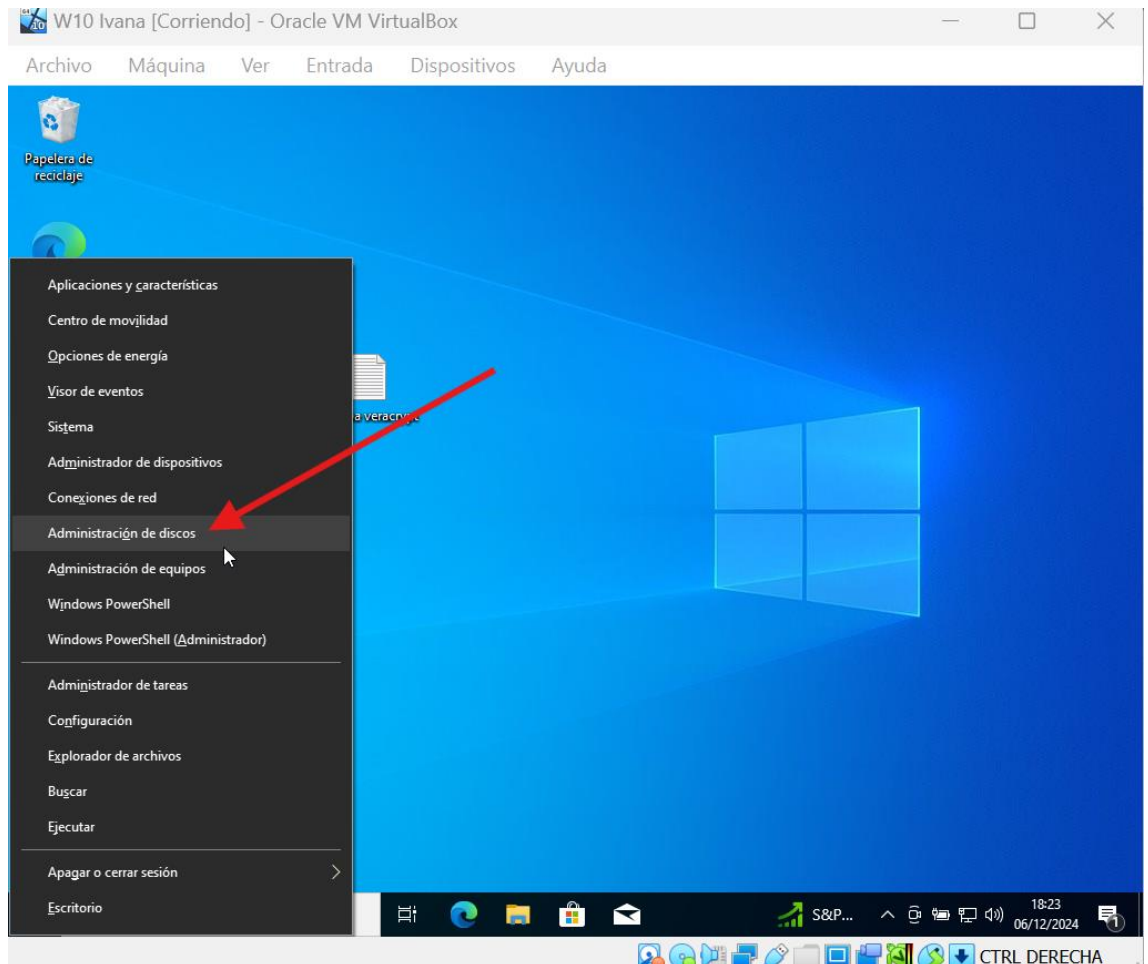 W10 Ivana [Corriendo] - Oracle VM VirtualBox
Archivo Máquina Ver Entrada Dispositivos Ayuda
Papelera de
reciclaje
Aplicaciones y características
Centro de movilidad
Opciones de energía
Visor de eventos
a veracrypt
Sistema
Administrador de dispositivos
Conexiones de red
Administración de discos
Administración de equipos
Windows PowerShell
Windows PowerShell (Administrador)
Administrador de tareas
Configuración
Explorador de archivos
Buscar
Ejecutar
Apagar o cerrar sesión
Escritorio
S&P...
18:23
06/12/2024
1
CTRL DERECHA